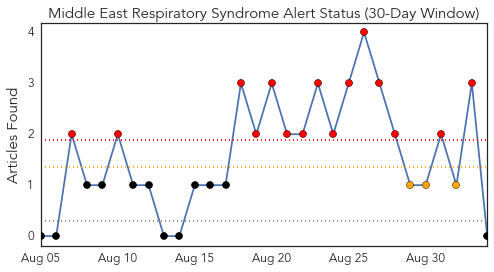 Middle East Respiratory Syndrome Alert Status (30-Day Window)
4
3
2
1
0
Articles Found
Aug 05 Aug 10 Aug 15 Aug 20 Aug 25 Aug 30